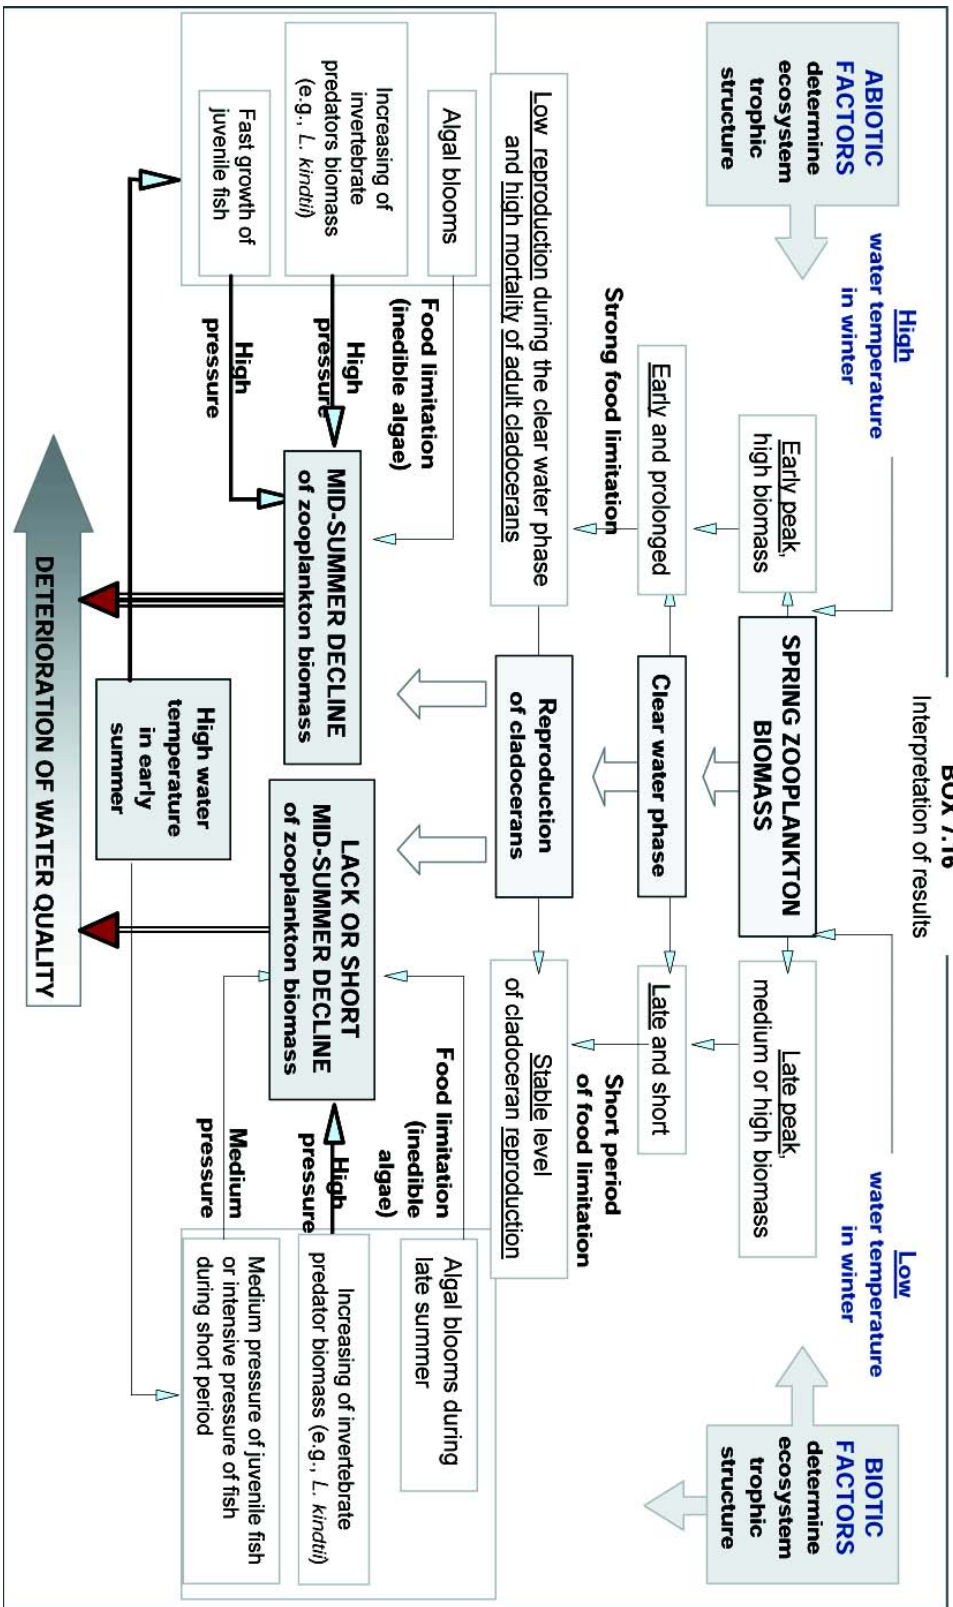 BOX 7.16
Interpretation of results
ABIOTIC
FACTORS
determine
ecosystem
trophic
structure
High
water temperature
in winter
Low
water temperature
in winter
BIOTIC
FACTORS
determine
ecosystem
trophic
structure
Early peak,
high biomass
SPRING ZOOPLANKTON
BIOMASS
Late peak,
medium or high biomass
Early and prolonged
Clear water phase
Late and short
Strong food limitation
Short period
of food limitation
Low reproduction during the clear water phase
and high mortality of adult cladocerans
Reproduction
of cladocerans
Stable level
of cladoceran reproduction
Algal blooms
Food limitation
(inedible algae)
Food limitation
(inedible
algae)
Algal blooms during
late summer
Increasing of
invertebrate
predators biomass
(e.g., L. kindtii)
High
pressure
MID-SUMMER DECLINE
of zooplankton biomass
LACK OR SHORT
MID-SUMMER DECLINE
of zooplankton biomass
High
pressure
Increasing of invertebrate
predator biomass (e.g., L. kindtii)
Fast growth of
juvenile fish
High
pressure
Medium
pressure
Medium pressure of juvenile fish
or intensive pressure of fish
during short period
High water
temperature
in early
summer
DETERIORATION OF WATER QUALITY